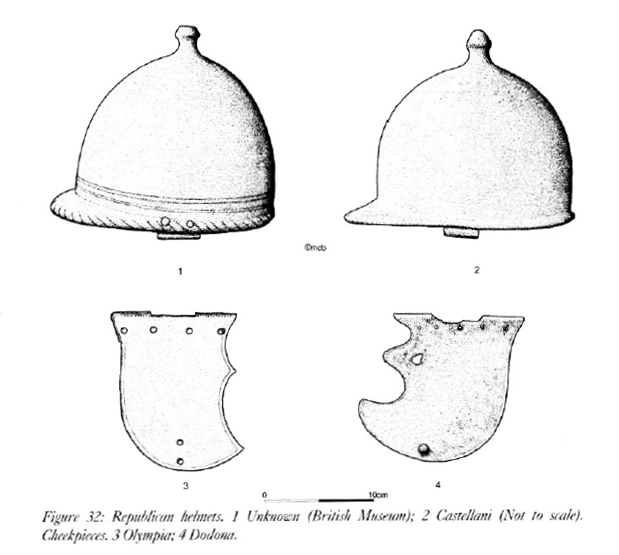 ©mcb
1
2
3
4
0 10cm
Figure 32: Republican helmets. 1 Unknown (British Museum); 2 Castellani (Not to scale).
Cheekpieces. 3 Olympia; 4 Dodona.